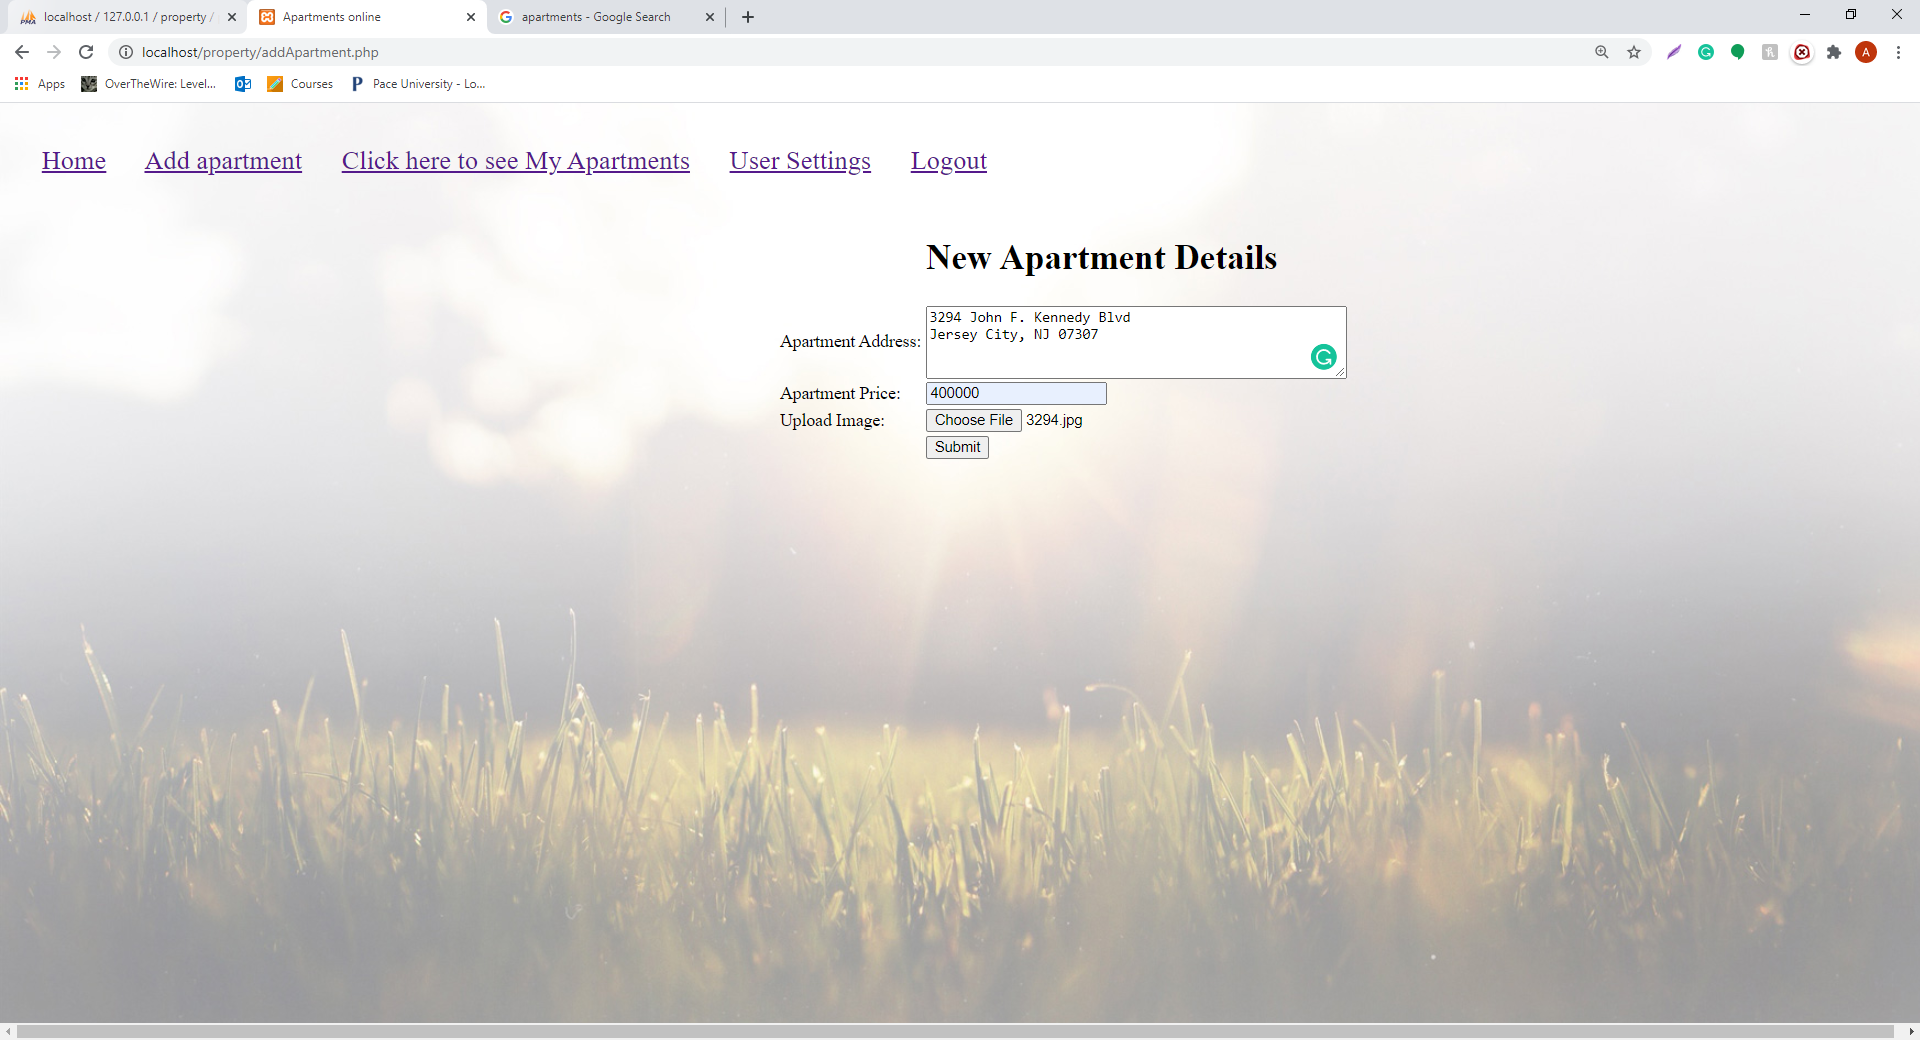 localhost / 127.0.0.1 / property /
Apartments online
apartments - Google Search
localhost/property/addApartment.php
A
Apps
OverTheWire: Level...
Courses
Pace University - Lo...
Home
Add apartment
Click here to see My Apartments
User Settings
Logout
New Apartment Details
Apartment Address:
3294 John F. Kennedy Blvd
Jersey City, NJ 07307
Apartment Price:
400000
Upload Image:
Choose File
3294.jpg
Submit